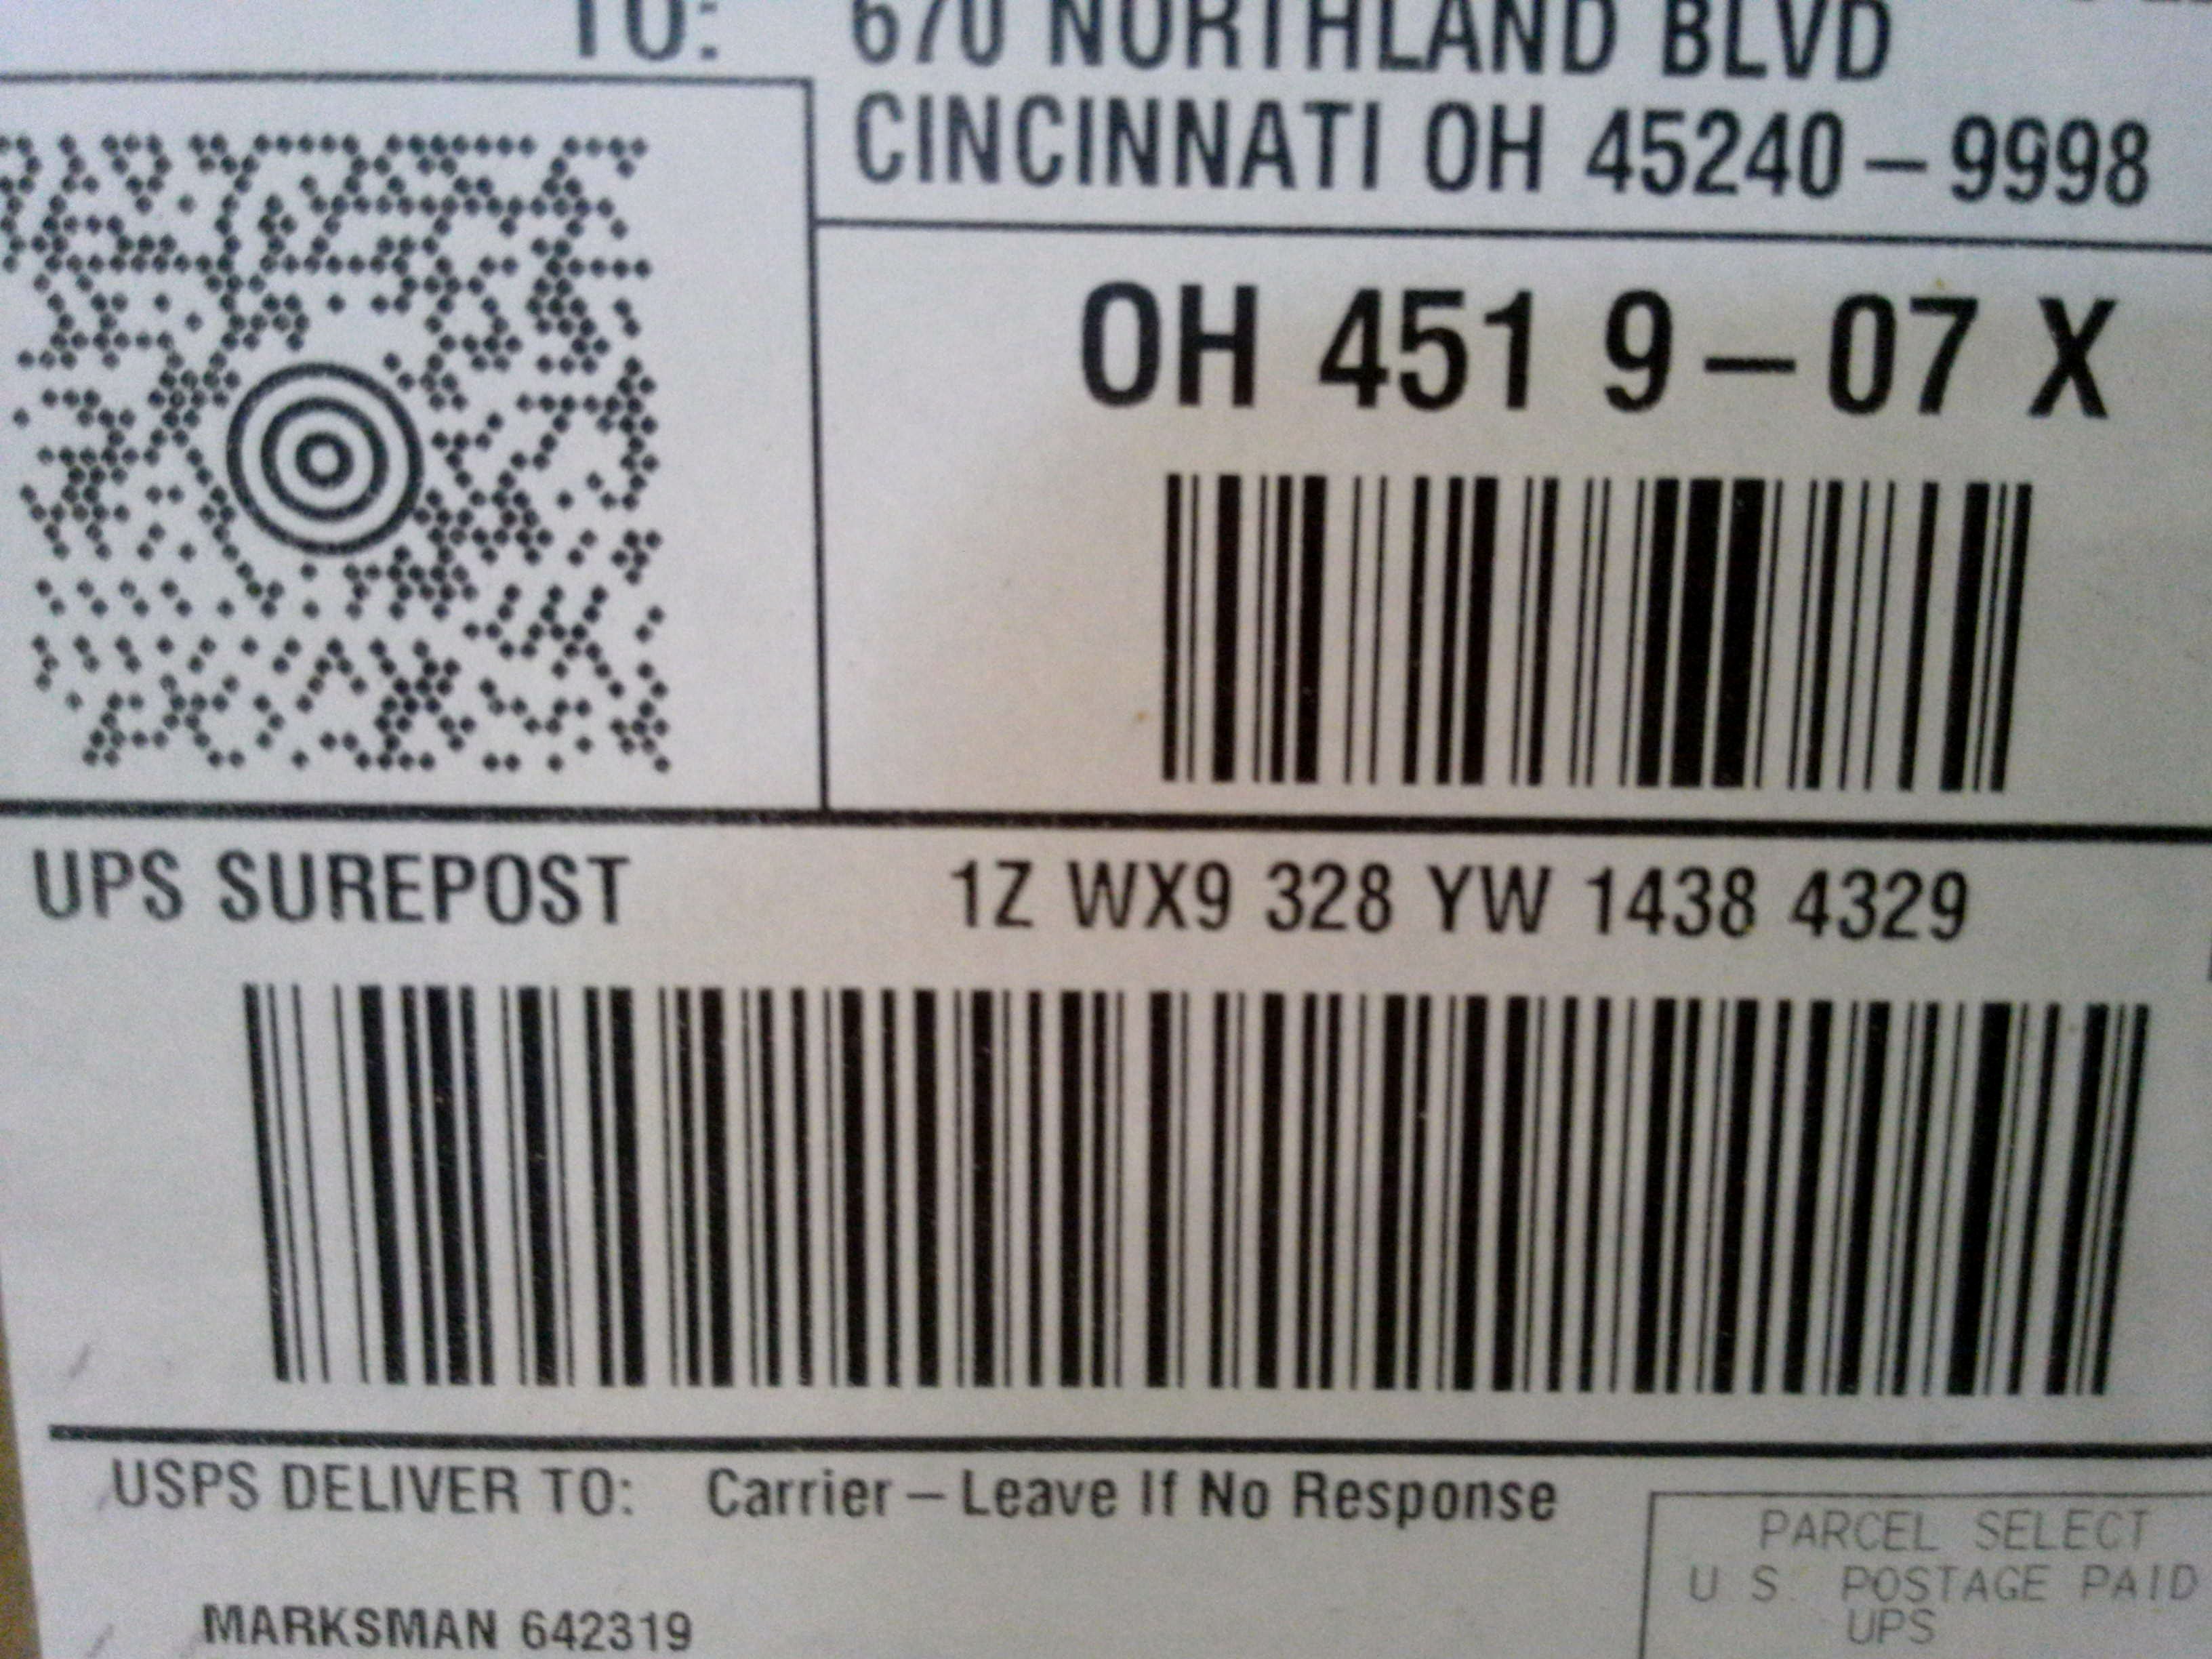 TO: 670 NORTHLAND BLVD
CINCINNATI OH 45240-9998
OH 451 9-07 X
UPS SUREPOST 1Z WX9 328 YW 1438 4329
USPS DELIVER TO: Carrier-Leave If No Response
PARCEL SELECT
U S. POSTAGE PAID
UPS
MARKSMAN 642319